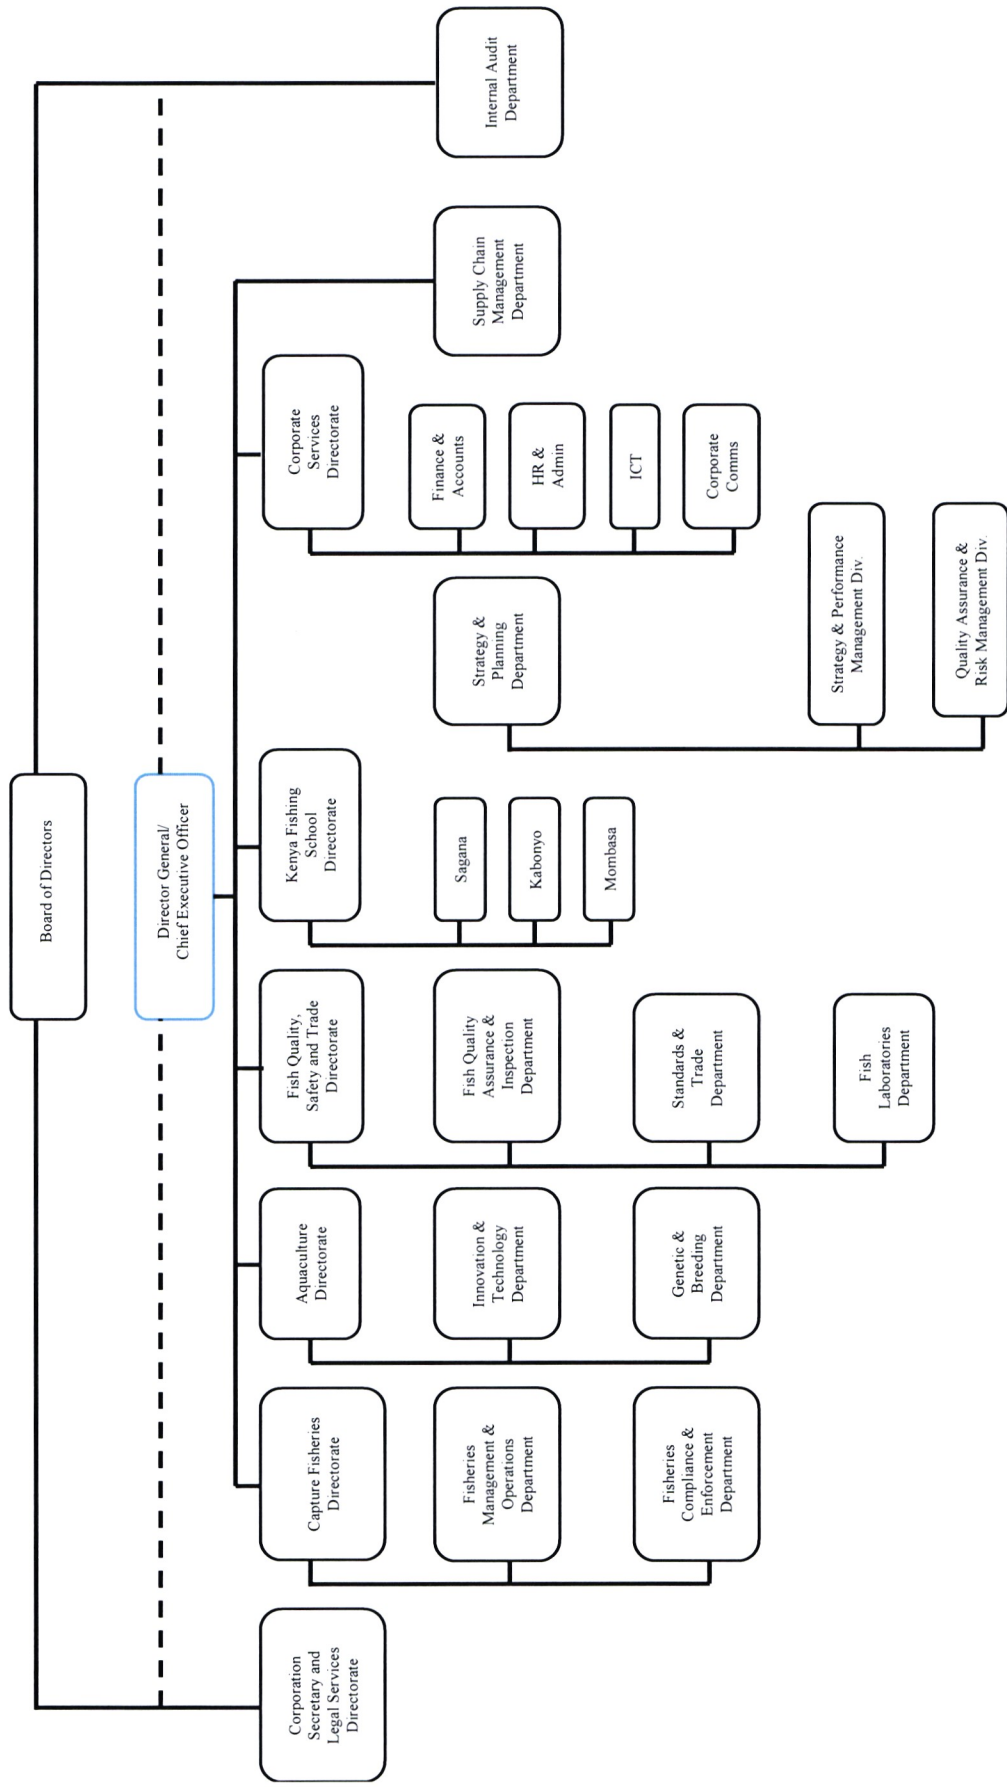 Board of Directors
Director General/
Chief Executive Officer
Corporation
Secretary and
Legal Services
Directorate
Capture Fisheries
Directorate
Fisheries
Management &
Operations
Department
Fisheries
Compliance &
Enforcement
Department
Aquaculture
Directorate
Innovation &
Technology
Department
Genetic &
Breeding
Department
Fish Quality,
Safety and Trade
Directorate
Fish Quality
Assurance &
Inspection
Department
Standards &
Trade
Department
Fish
Laboratories
Department
Kenya Fishing
School
Directorate
Sagana
Kabonyo
Mombasa
Strategy &
Planning
Department
Strategy & Performance
Management Div.
Quality Assurance &
Risk Management Div.
Corporate
Services
Directorate
Finance &
Accounts
HR &
Admin
ICT
Corporate
Comms
Supply Chain
Management
Department
Internal Audit
Department